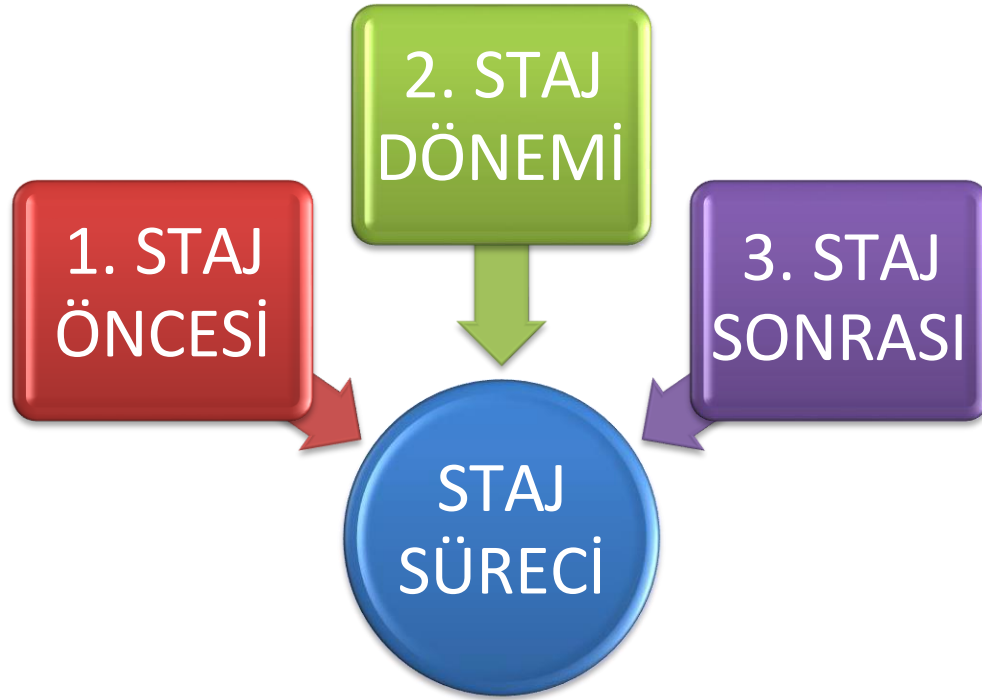 1. STAJ
ÖNCESİ
2. STAJ
DÖNEMİ
3. STAJ
SONRASI
STAJ
SÜRECİ